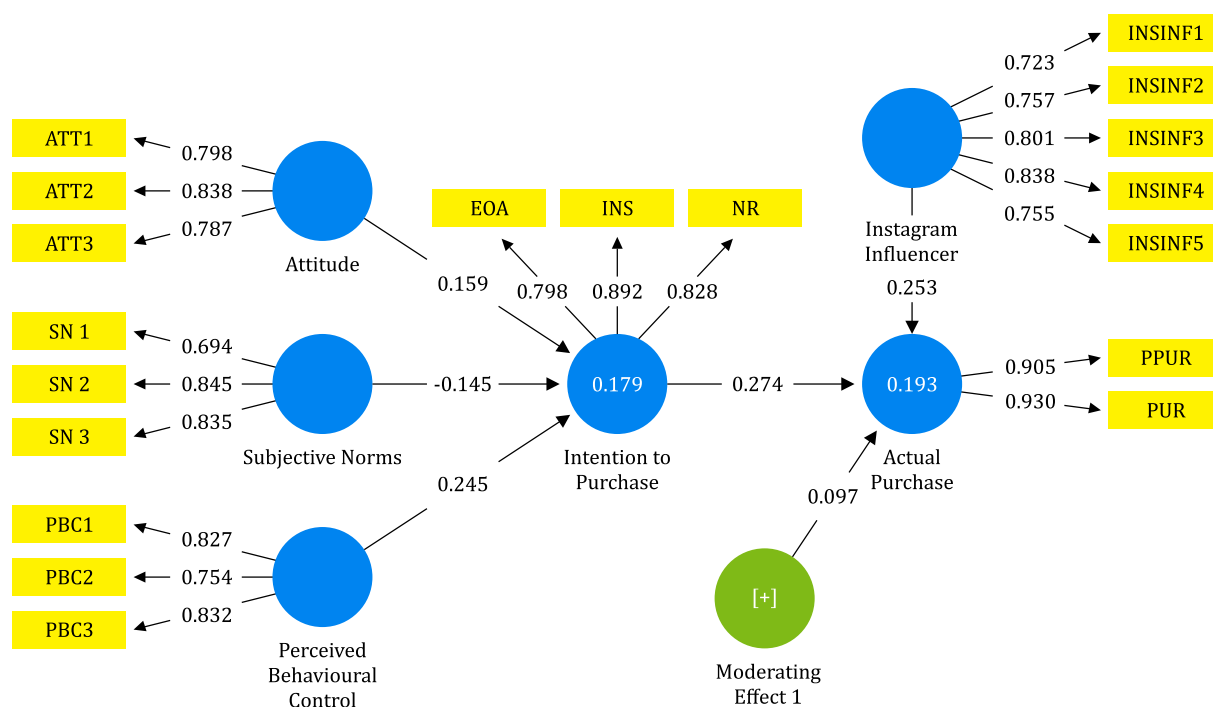 ATT1
ATT2
ATT3
0.798
0.838
0.787
Attitude
SN 1
SN 2
SN 3
0.694
0.845
0.835
Subjective Norms
PBC1
PBC2
PBC3
0.827
0.754
0.832
Perceived
Behavioural
Control
0.159
-0.145
0.245
EOA
INS
NR
0.798
0.892
0.828
0.179
Intention to
Purchase
0.274
Instagram
Influencer
0.723
0.757
0.801
0.838
0.755
INSINF1
INSINF2
INSINF3
INSINF4
INSINF5
0.253
0.193
Actual
Purchase
0.905
0.930
PPUR
PUR
0.097
[+]
Moderating
Effect 1